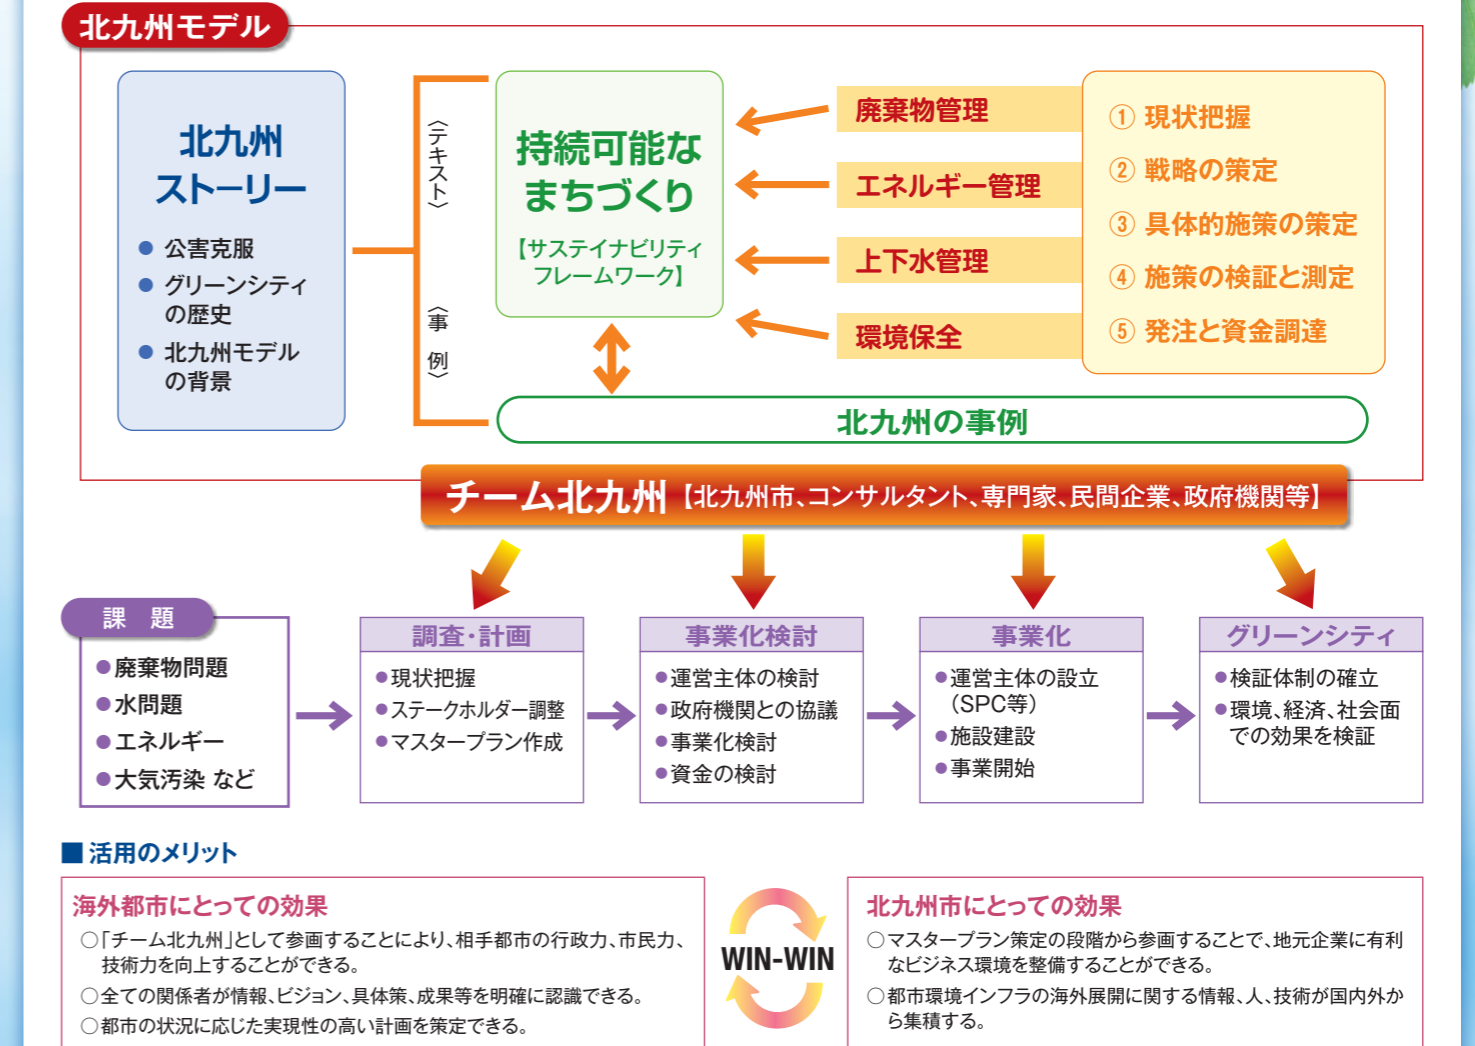 北九州モデル
北九州
ストーリー
● 公害克服
● グリーンシティ
の歴史
● 北九州モデル
の背景
〈テキスト〉
〈事例〉
持続可能な
まちづくり
【サステイナビリティ
フレームワーク】
廃棄物管理
エネルギー管理
上下水管理
環境保全
① 現状把握
② 戦略の策定
③ 具体的施策の策定
④ 施策の検証と測定
⑤ 発注と資金調達
北九州の事例
チーム北九州【北九州市、コンサルタント、専門家、民間企業、政府機関等】
課 題
●廃棄物問題
●水問題
●エネルギー
●大気汚染 など
調査・計画
●現状把握
●ステークホルダー調整
●マスタープラン作成
事業化検討
●運営主体の検討
●政府機関との協議
●事業化検討
●資金の検討
事業化
●運営主体の設立
（SPC等）
●施設建設
●事業開始
グリーンシティ
●検証体制の確立
●環境、経済、社会面
での効果を検証
■ 活用のメリット
海外都市にとっての効果
○「チーム北九州」として参画することにより、相手都市の行政力、市民力、
技術力を向上することができる。
○全ての関係者が情報、ビジョン、具体策、成果等を明確に認識できる。
○都市の状況に応じた実現性の高い計画を策定できる。
WIN-WIN
北九州市にとっての効果
○マスタープラン策定の段階から参画することで、地元企業に有利
なビジネス環境を整備することができる。
○都市環境インフラの海外展開に関する情報、人、技術が国内外か
ら集積する。